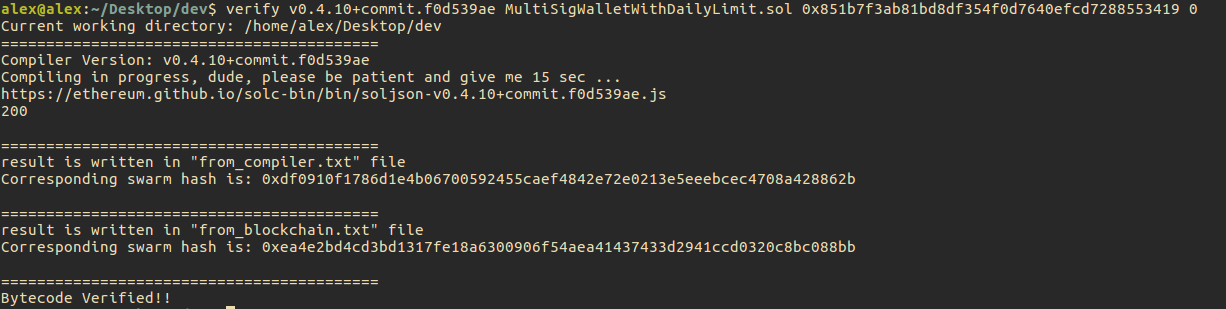 alex@alex:~/Desktop/dev$ verify v0.4.10+commit.f0d539ae MultiSigWalletWithDailyLimit.sol 0x851b7f3ab81bd8df354f0d7640efcd7288553419 0
Current working directory: /home/alex/Desktop/dev
==========================================
Compiler Version: v0.4.10+commit.f0d539ae
Compiling in progress, dude, please be patient and give me 15 sec ...
https://ethereum.github.io/solc-bin/bin/soljson-v0.4.10+commit.f0d539ae.js
200
==========================================
result is written in "from_compiler.txt" file
Corresponding swarm hash is: 0xdf0910f1786d1e4b06700592455caef4842e72e0213e5eeebcec4708a428862b
==========================================
result is written in "from_blockchain.txt" file
Corresponding swarm hash is: 0xea4e2bd4cd3bd1317fe18a6300906f54aea41437433d2941ccd0320c8bc088bb
==========================================
Bytecode Verified!!